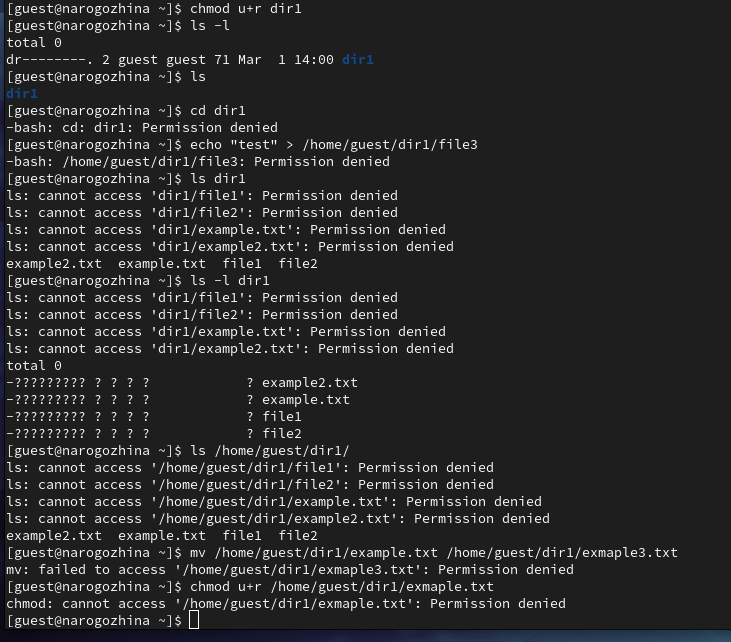 [guest@narogozhina ~]$ chmod u+r dir1
[guest@narogozhina ~]$ ls -l
total 0
dr--------. 2 guest guest 71 Mar  1 14:00 dir1
[guest@narogozhina ~]$ ls
dir1
[guest@narogozhina ~]$ cd dir1
-bash: cd: dir1: Permission denied
[guest@narogozhina ~]$ echo "test" > /home/guest/dir1/file3
-bash: /home/guest/dir1/file3: Permission denied
[guest@narogozhina ~]$ ls dir1
ls: cannot access 'dir1/file1': Permission denied
ls: cannot access 'dir1/file2': Permission denied
ls: cannot access 'dir1/example.txt': Permission denied
ls: cannot access 'dir1/example2.txt': Permission denied
example2.txt  example.txt  file1  file2
[guest@narogozhina ~]$ ls -l dir1
ls: cannot access 'dir1/file1': Permission denied
ls: cannot access 'dir1/file2': Permission denied
ls: cannot access 'dir1/example.txt': Permission denied
ls: cannot access 'dir1/example2.txt': Permission denied
total 0
-????????? ? ? ? ?            ? example2.txt
-????????? ? ? ? ?            ? example.txt
-????????? ? ? ? ?            ? file1
-????????? ? ? ? ?            ? file2
[guest@narogozhina ~]$ ls /home/guest/dir1/
ls: cannot access '/home/guest/dir1/file1': Permission denied
ls: cannot access '/home/guest/dir1/file2': Permission denied
ls: cannot access '/home/guest/dir1/example.txt': Permission denied
ls: cannot access '/home/guest/dir1/example2.txt': Permission denied
example2.txt  example.txt  file1  file2
[guest@narogozhina ~]$ mv /home/guest/dir1/example.txt /home/guest/dir1/exmaple3.txt
mv: failed to access '/home/guest/dir1/exmaple3.txt': Permission denied
[guest@narogozhina ~]$ chmod u+r /home/guest/dir1/exmaple.txt
chmod: cannot access '/home/guest/dir1/exmaple.txt': Permission denied
[guest@narogozhina ~]$